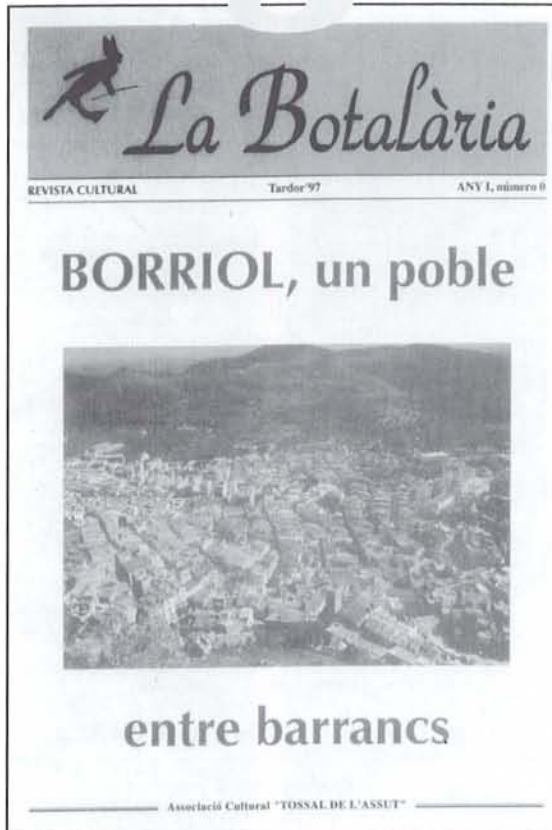 La Botalària
REVISTA CULTURAL Tardor'97 ANY I, número 0
BORRIOL, un poble
entre barrancs
Associació Cultural "TOSSAL DE L'ASSUT"